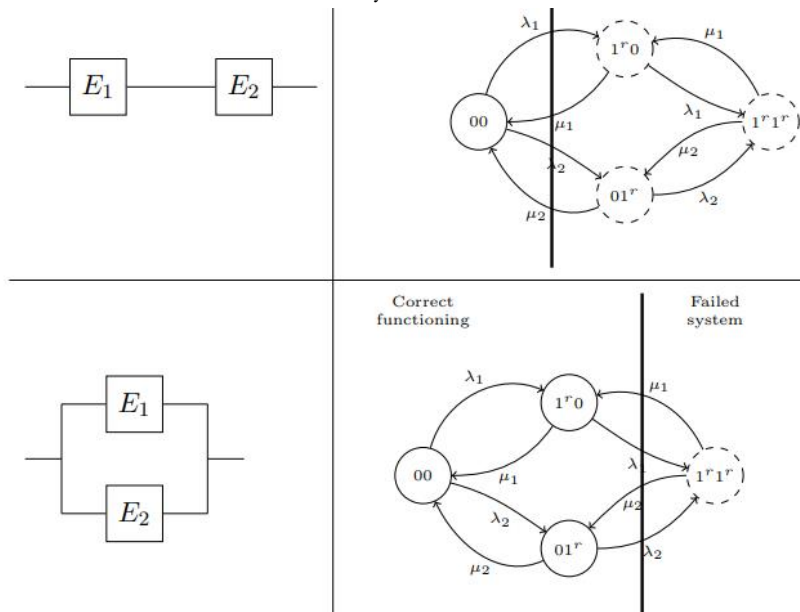 E₁
E₂
λ₁
1ʳ0
μ₁
λ₁
μ₁
00
1ʳ1ʳ
λ₂
μ₂
01ʳ
μ₂
λ₂
Correct
functioning
Failed
system
E₁
E₂
λ₁
1ʳ0
μ₁
00
μ₁
1ʳ1ʳ
λ₂
μ₂
01ʳ
μ₂
λ₂